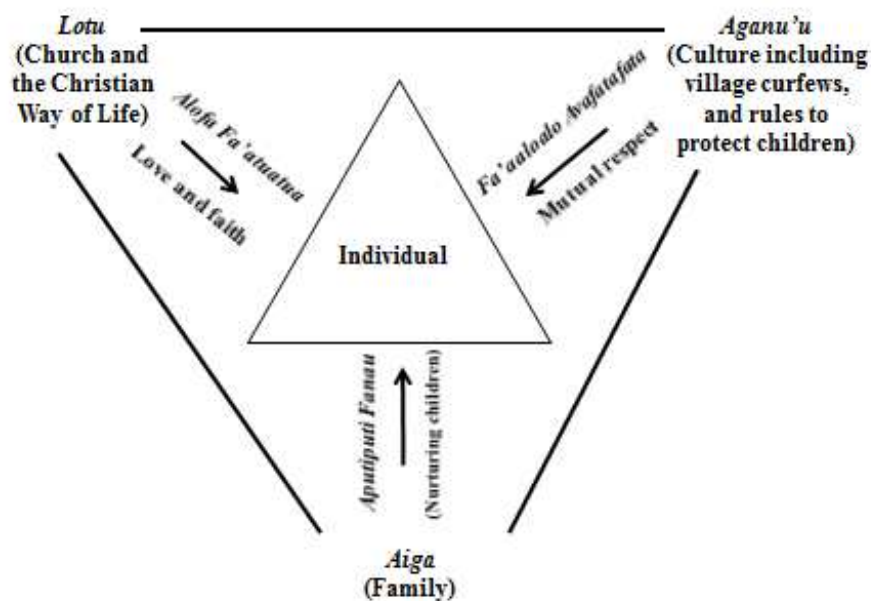 Lotu
(Church and
the Christian
Way of Life)
Aganu’u
(Culture including
village curfews,
and rules to
protect children)
Alofa Fa’atuatua
Love and faith
Fa’aaloalo Avafatafata
Mutual respect
Individual
Aputiputi Fanau
(Nurturing children)
Aiga
(Family)